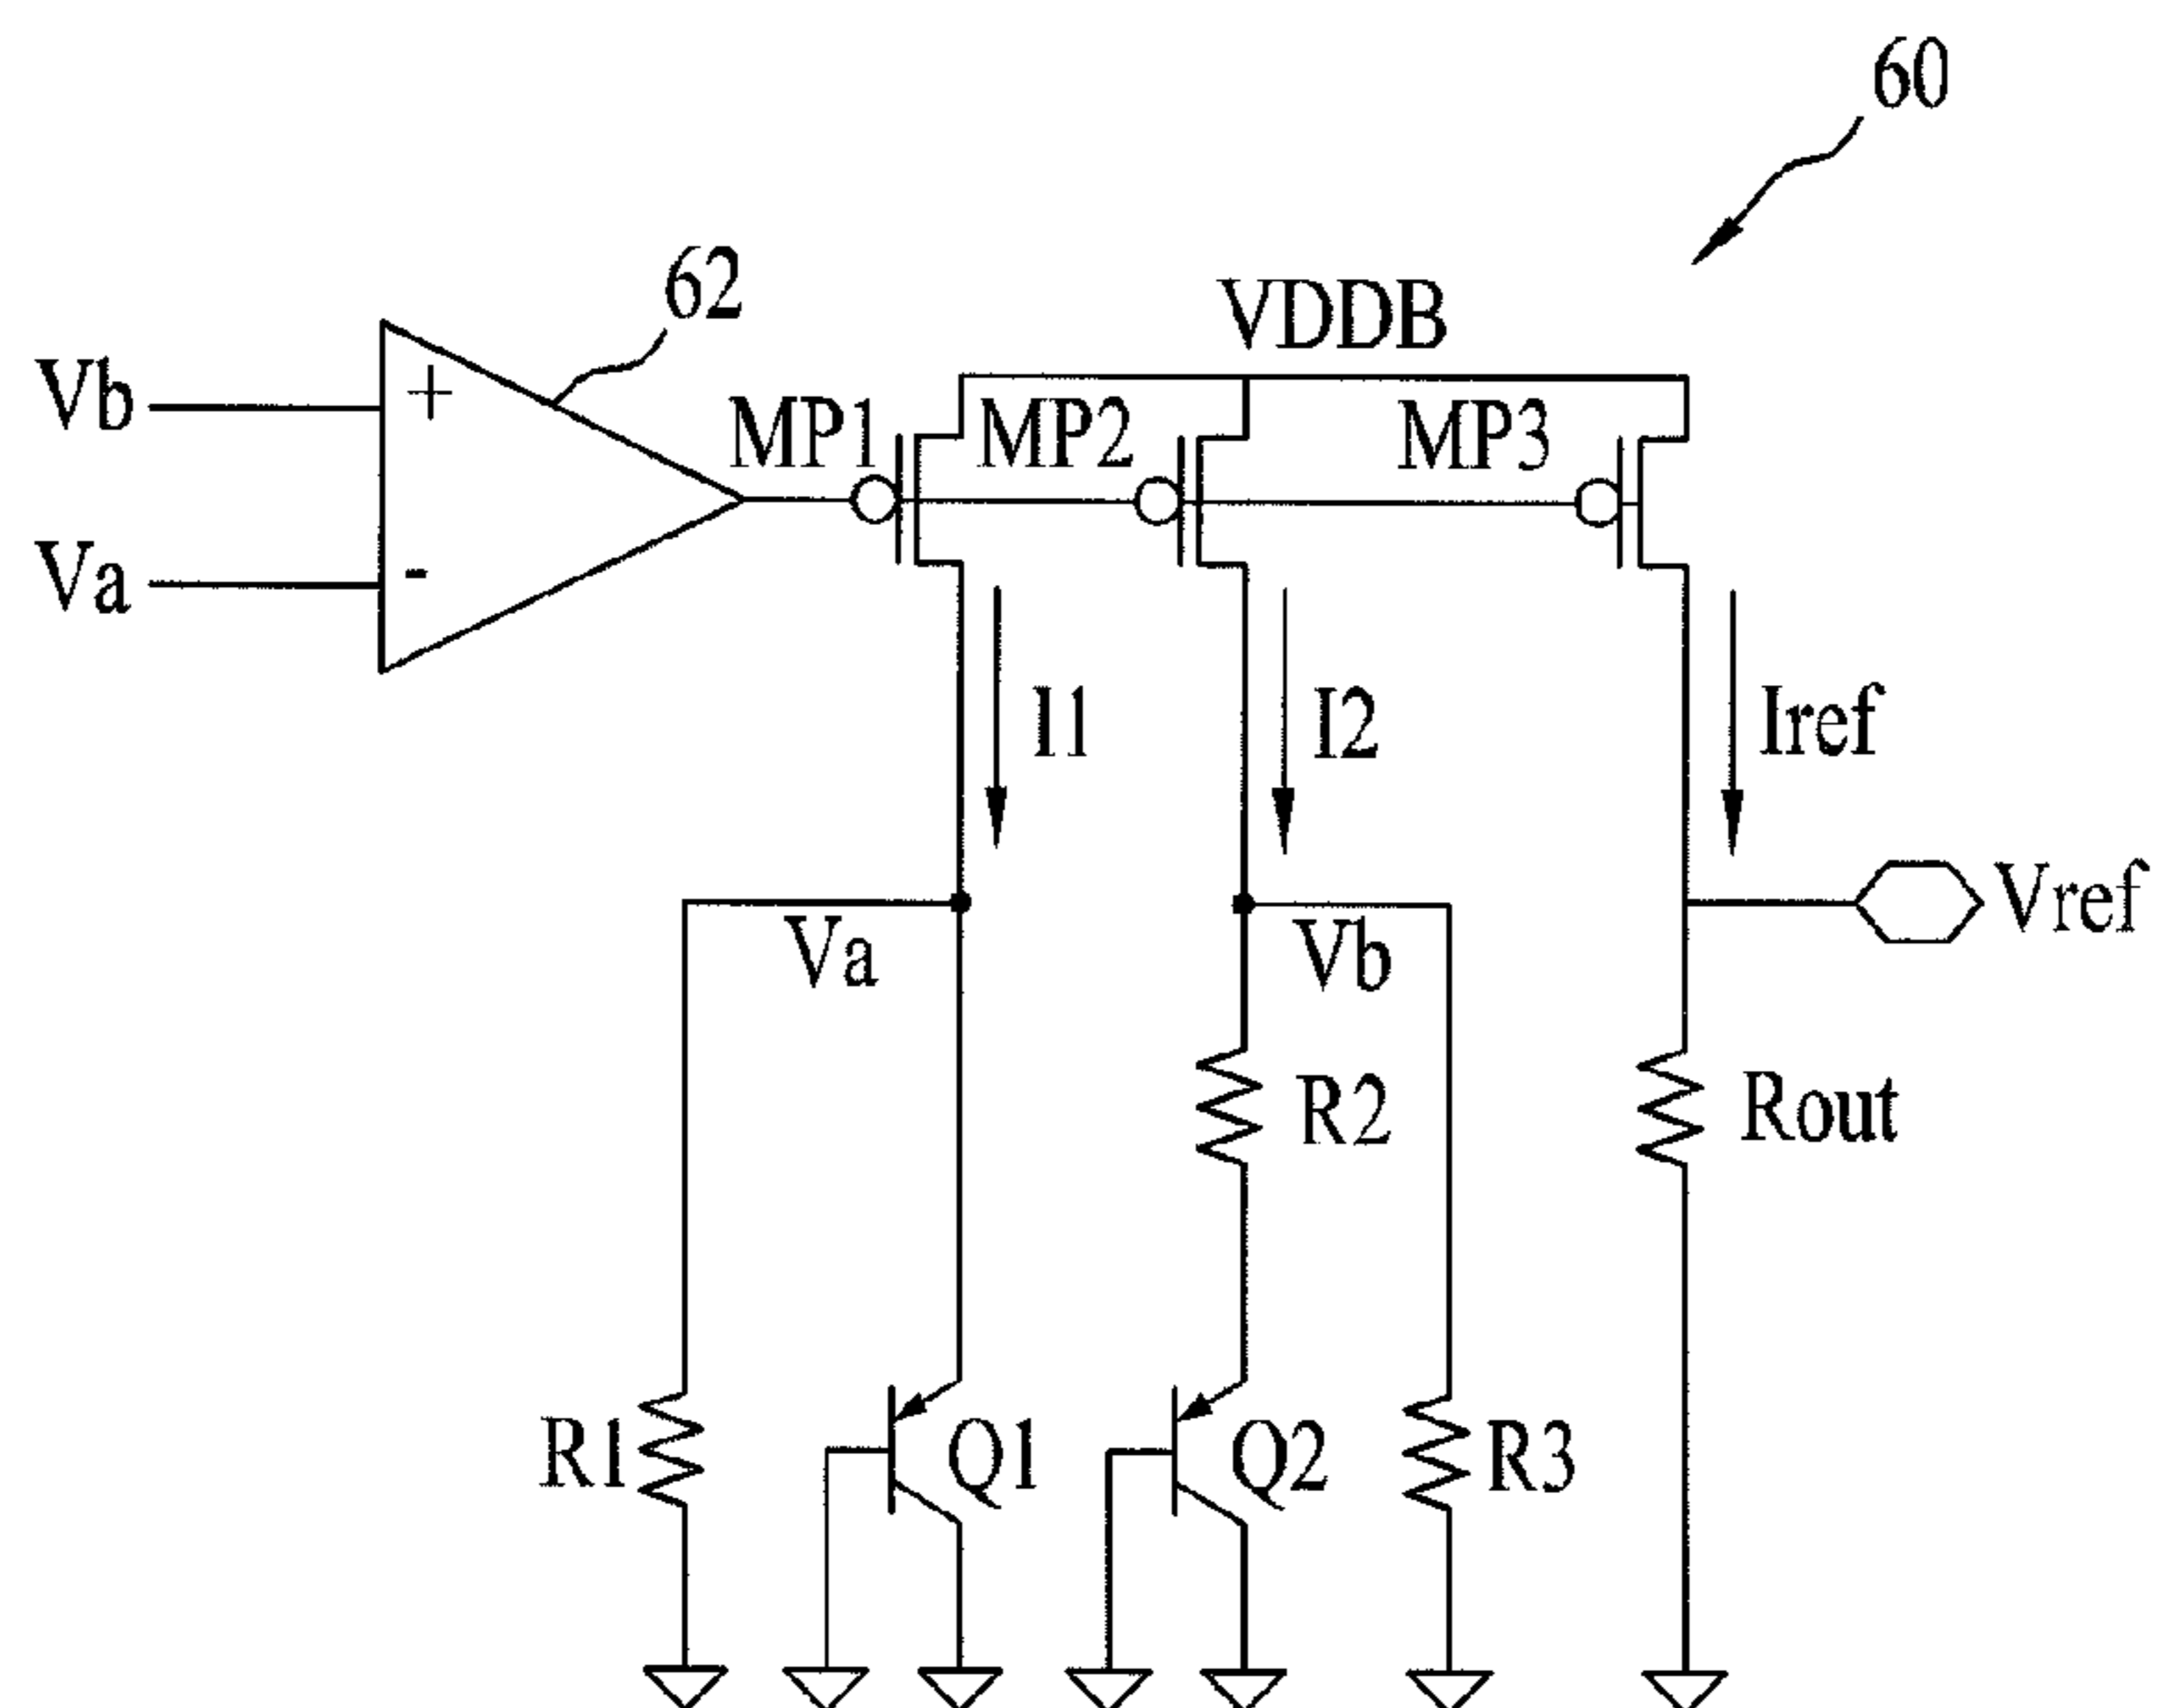 60
62
VDDB
Vb
+
MP1
MP2
MP3
Va
-
I1
I2
Iref
Va
Vb
Vref
R2
Rout
R1
Q1
Q2
R3